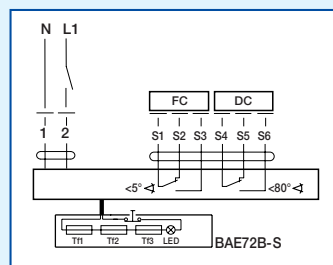 N L1
FC DC
1 2 S1 S2 S3 S4 S5 S6
<5° <80°
T
Tf1 Tf2 Tf3 LED
BAE72B-S